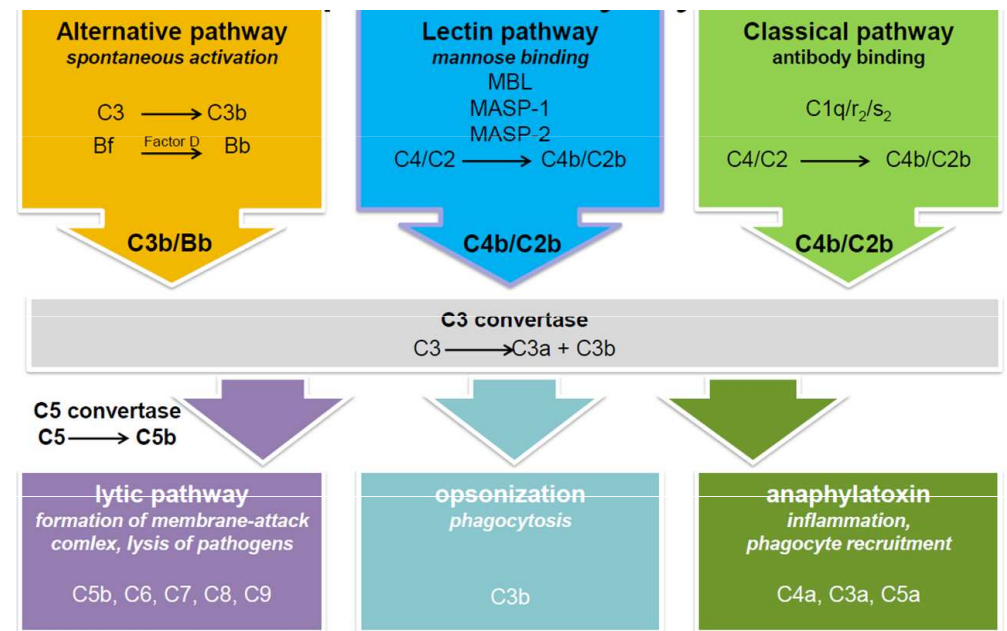 Alternative pathway
spontaneous activation
C3 → C3b
Bf Factor D → Bb
C3b/Bb
Lectin pathway
mannose binding
MBL
MASP-1
MASP-2
C4/C2 → C4b/C2b
C4b/C2b
Classical pathway
antibody binding
C1q/r₂/s₂
C4/C2 → C4b/C2b
C4b/C2b
C3 convertase
C3 → C3a + C3b
C5 convertase
C5 → C5b
lytic pathway
formation of membrane-attack
comlex, lysis of pathogens
C5b, C6, C7, C8, C9
opsonization
phagocytosis
C3b
anaphylatoxin
inflammation,
phagocyte recruitment
C4a, C3a, C5a